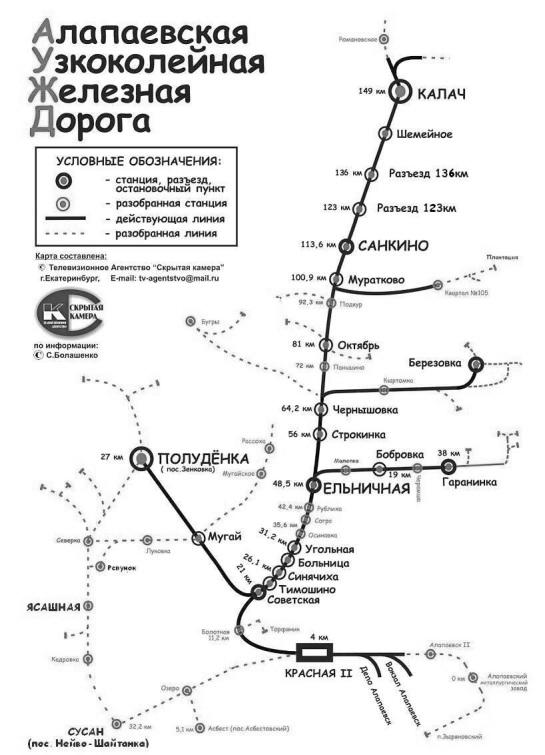 Алапаевская
Узкоколейная
Железная
Дорога
УСЛОВНЫЕ ОБОЗНАЧЕНИЯ:
- станция, разъезд,
остановочный пункт
- разобранная станция
- действующая линия
- разобранная линия
Карта составлена:
© Телевизионное Агентство "Скрытая камера"
г.Екатеринбург, E-mail: tv-agentstvo@mail.ru
К СКРЫТАЯ
КАМЕРА
по информации:
С.Болашенко
Романовское
149 км КАЛАЧ
Шемейное
136 км Разъезд 136км
123 км Разъезд 123км
113,6 км САНКИНО
Плантация
100,9 км Муратково
Квартал №105
92,3 км Подкур
Бугры
81 км Октябрь
72 км Паньшино
Березовка
Кыртомка
64,2 км Чернышовка
56 км Строкинка
Рассоха
27 км ПОЛУДЁНКА
(пос.Зенковка)
Мугайское
Бобровка
38 км
Молотка
19 км
Гаранинка
48,5 км ЕЛЬНИЧНАЯ
42,4 км Рублиха
35,6 км Сагро
Осиновка
Северка
Луковка
Мугай
31,2 км Угольная
26,1 км Больница
Синячиха
21 км Тимошино
Советская
Ревунок
ЯСАШНАЯ
Болотная
11,2 км
Торфяник
Кедровка
4 км
КРАСНАЯ II
Алапаевск II
Депо Алапаевск
Вокзал Алапаевск
0 км
Алапаевский
металлургический
завод
п.Зыряновский
Озеро
СУСАН
(пос. Нейво-Шайтанка)
32,2 км
5,1 км Асбест (пос.Асбестовский)